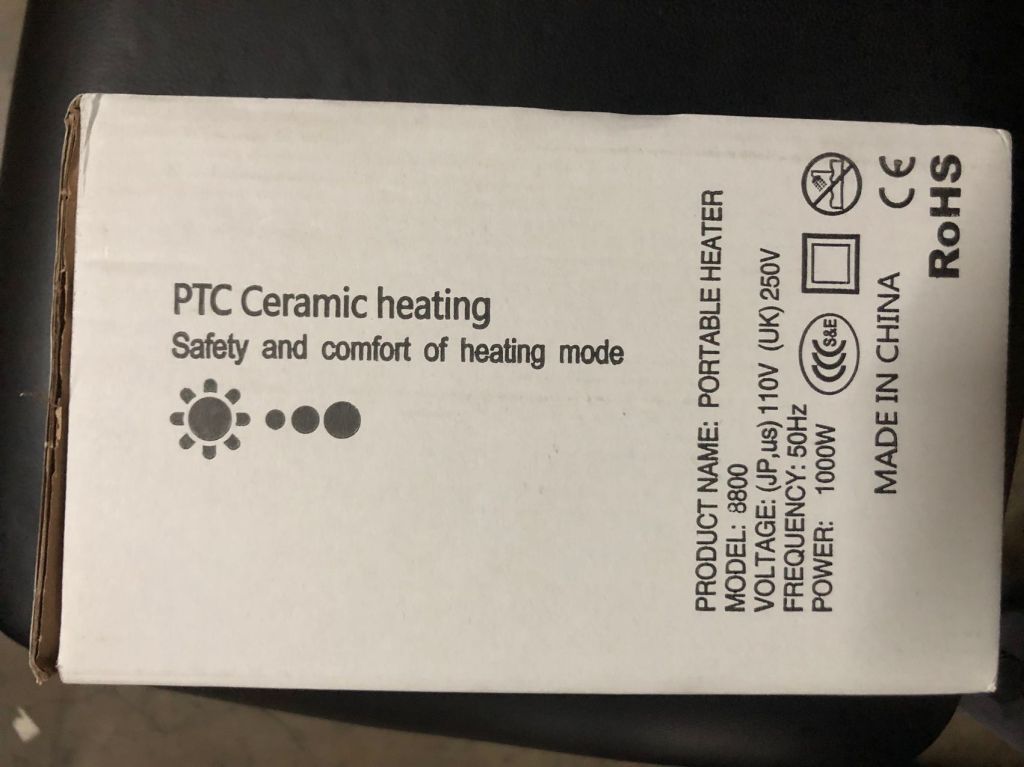 PTC Ceramic heating
Safety and comfort of heating mode
PRODUCT NAME: PORTABLE HEATER
MODEL: 8800
VOLTAGE: (JP,us) 110V (UK) 250V
FREQUENCY: 50Hz
POWER: 1000W
CCC S&E
MADE IN CHINA
CE
RoHS